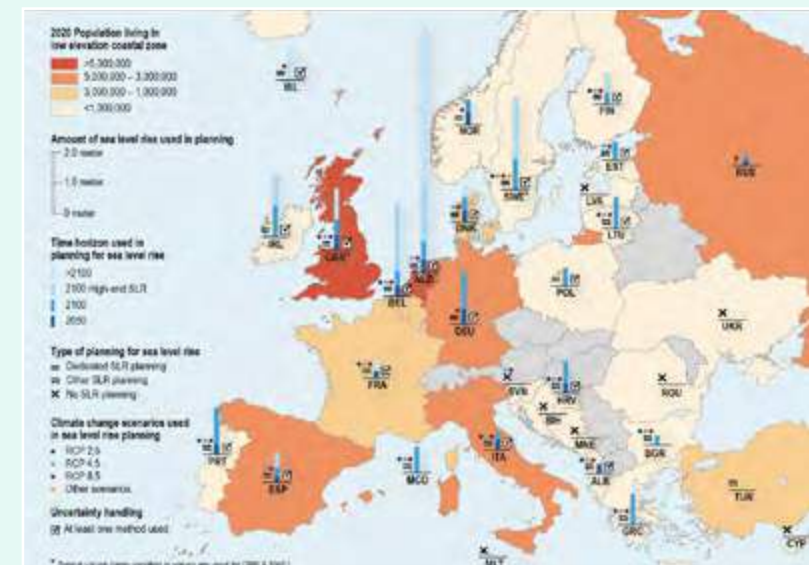 2020 Population living in
low elevation coastal zone
>5,000,000
5,000,000 – 3,000,000
3,000,000 – 1,000,000
<1,000,000
Amount of sea level rise used in planning
2.0 meter
1.0 meter
0 meter
Time horizon used in
planning for sea level rise
>2100
2100 High-end SLR
2100
2050
Type of planning for sea level rise
Dedicated SLR planning
Other SLR planning
No SLR planning
Climate change scenarios used
in sea level rise planning
RCP 2.6
RCP 4.5
RCP 8.5
Other scenarios
Uncertainty handling
At least one method used
ISL
NOR
FIN
SWE
EST
RUS
LVA
LTU
DNK
IRL
GBR*
NLD
BEL
DEU
POL
UKR
FRA
SVN
HRV
ROU
BIH
MNE
BGR
PRT
ESP
MCO
ITA
ALB
TUR
GRC
CYP
MLT